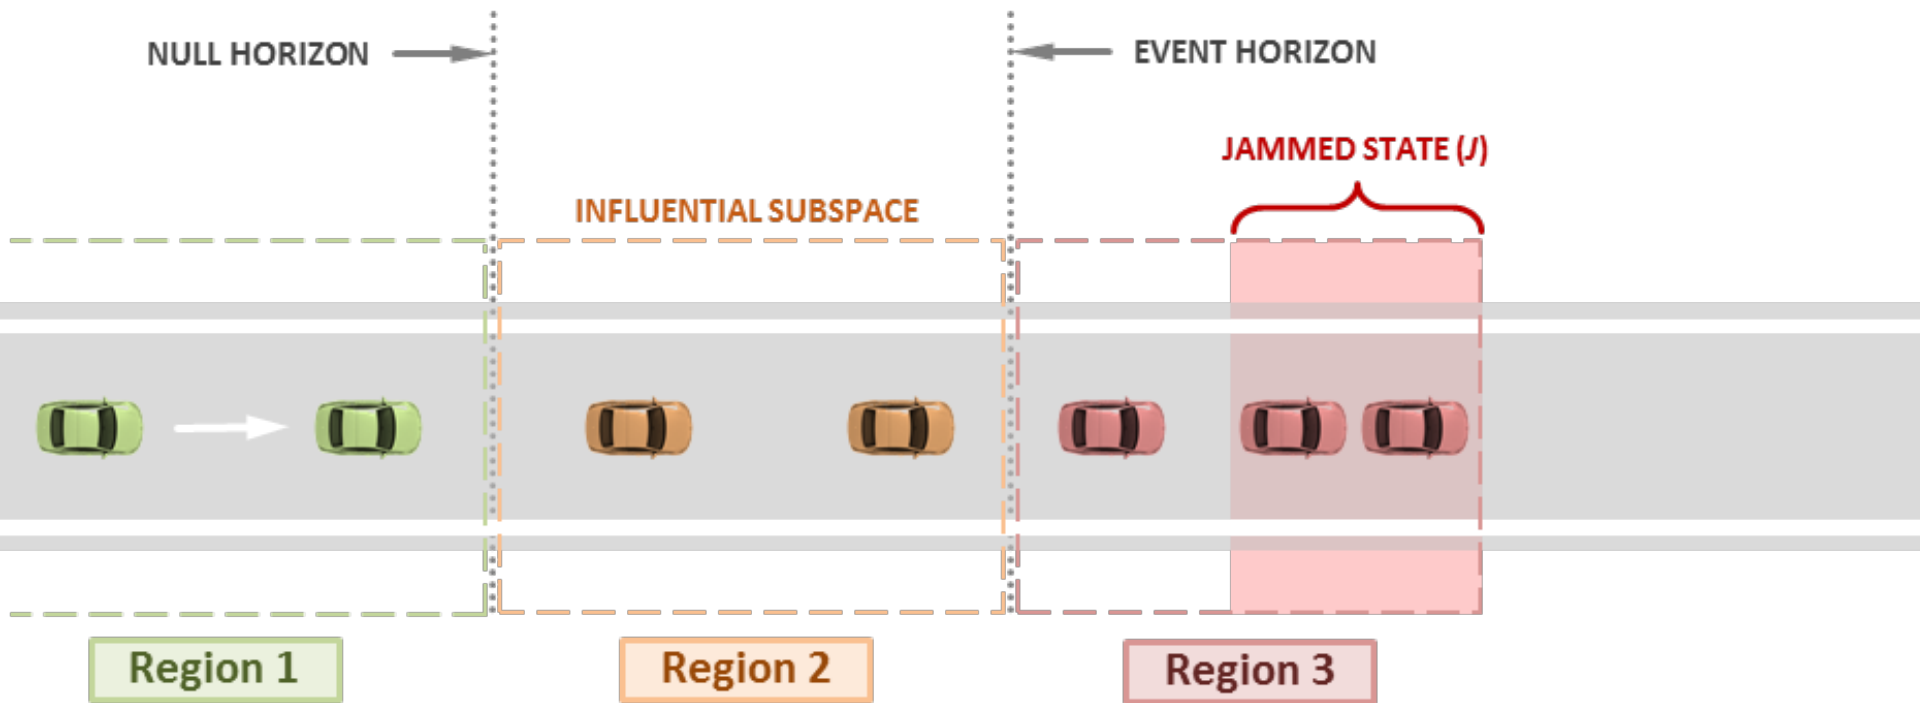 NULL HORIZON
EVENT HORIZON
JAMMED STATE (J)
INFLUENTIAL SUBSPACE
Region 1
Region 2
Region 3